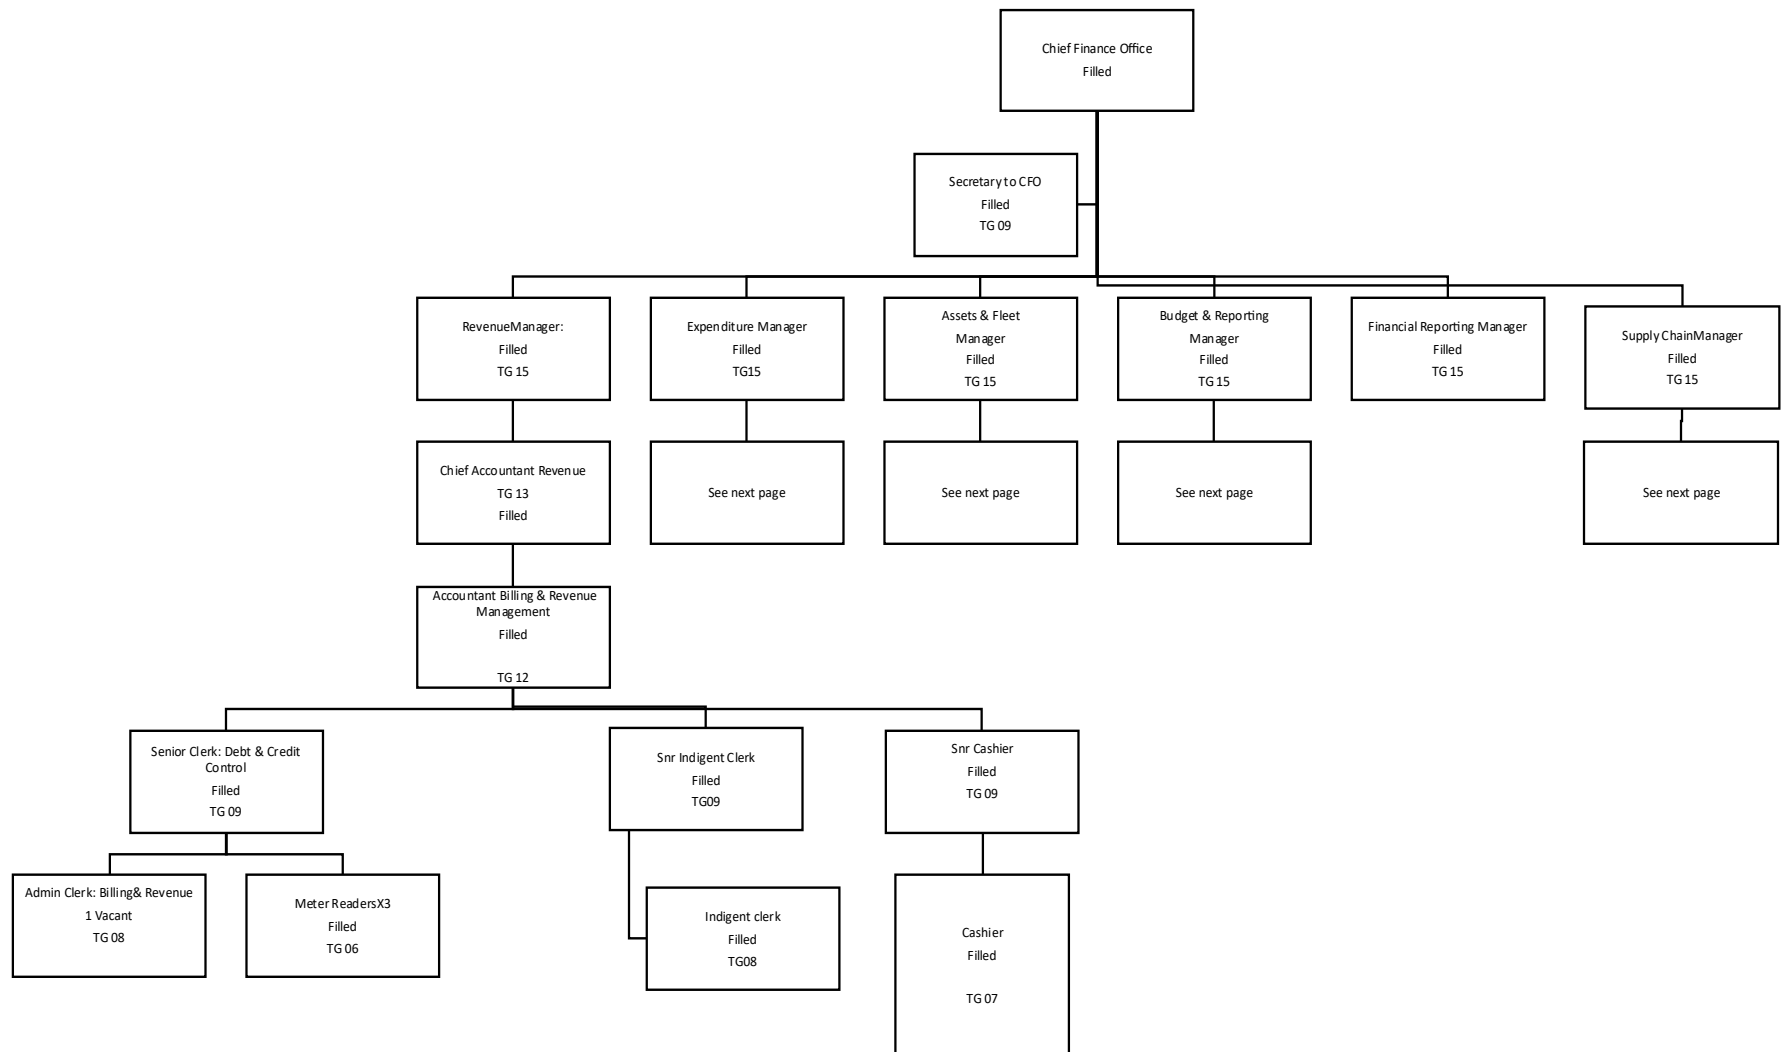 Chief Finance Office
Filled
Secretary to CFO
Filled
TG 09
RevenueManager:
Filled
TG 15
Expenditure Manager
Filled
TG15
Assets & Fleet
Manager
Filled
TG 15
Budget & Reporting
Manager
Filled
TG 15
Financial Reporting Manager
Filled
TG 15
Supply ChainManager
Filled
TG 15
Chief Accountant Revenue
TG 13
Filled
See next page
See next page
See next page
See next page
Accountant Billing & Revenue
Management
Filled
TG 12
Senior Clerk: Debt & Credit
Control
Filled
TG 09
Snr Indigent Clerk
Filled
TG09
Snr Cashier
Filled
TG 09
Admin Clerk: Billing& Revenue
1 Vacant
TG 08
Meter ReadersX3
Filled
TG 06
Indigent clerk
Filled
TG08
Cashier
Filled
TG 07